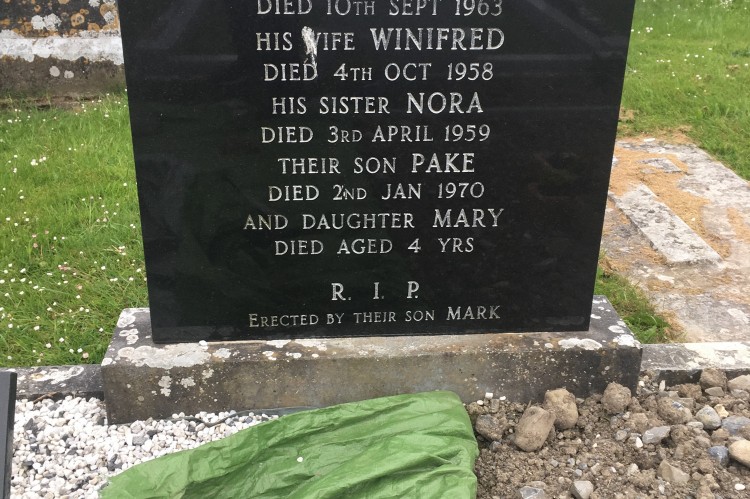 DIED 10TH SEPT 1963
HIS WIFE WINIFRED
DIED 4TH OCT 1958
HIS SISTER NORA
DIED 3RD APRIL 1959
THEIR SON PAKE
DIED 2ND JAN 1970
AND DAUGHTER MARY
DIED AGED 4 YRS
R. I. P.
ERECTED BY THEIR SON MARK